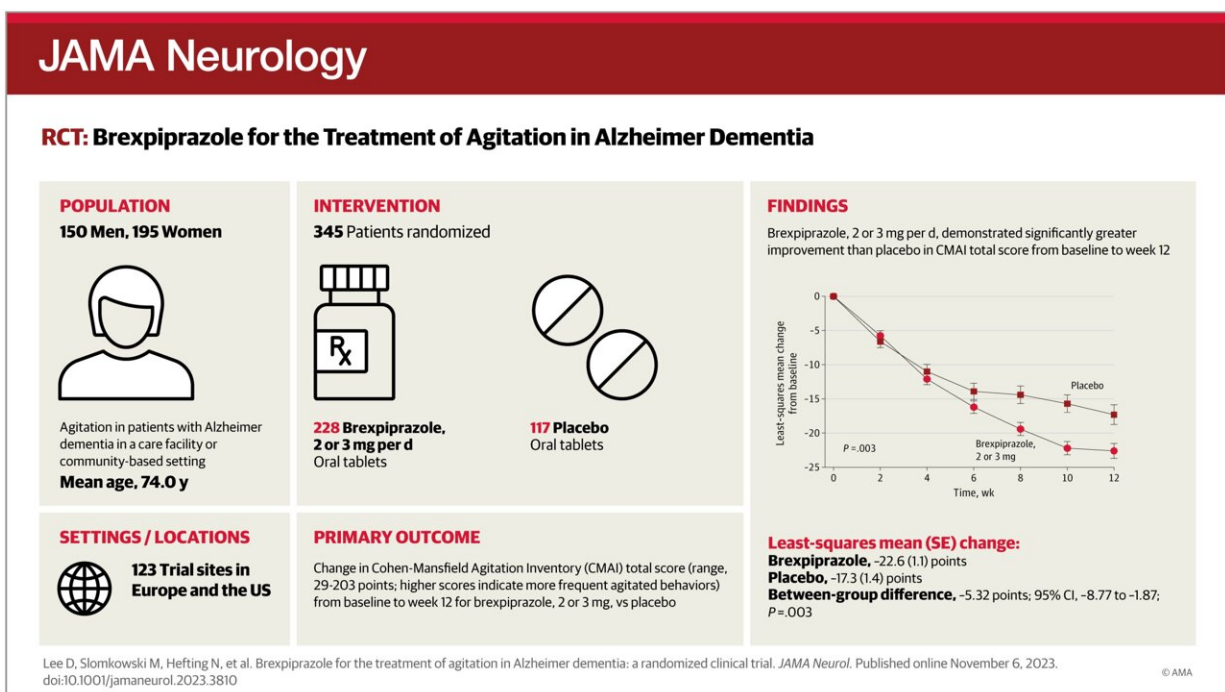 JAMA Neurology
RCT: Brexpiprazole for the Treatment of Agitation in Alzheimer Dementia
POPULATION
150 Men, 195 Women
Agitation in patients with Alzheimer
dementia in a care facility or
community-based setting
Mean age, 74.0 y
INTERVENTION
345 Patients randomized
Rx
228 Brexpiprazole,
2 or 3 mg per d
Oral tablets
117 Placebo
Oral tablets
SETTINGS / LOCATIONS
123 Trial sites in
Europe and the US
PRIMARY OUTCOME
Change in Cohen-Mansfield Agitation Inventory (CMAI) total score (range,
29-203 points; higher scores indicate more frequent agitated behaviors)
from baseline to week 12 for brexpiprazole, 2 or 3 mg, vs placebo
FINDINGS
Brexpiprazole, 2 or 3 mg per d, demonstrated significantly greater
improvement than placebo in CMAI total score from baseline to week 12
Least-squares mean change
from baseline
0
-5
-10
-15
-20
-25
Placebo
Brexpiprazole,
2 or 3 mg
P =.003
0 2 4 6 8 10 12
Time, wk
Least-squares mean (SE) change:
Brexpiprazole, -22.6 (1.1) points
Placebo, -17.3 (1.4) points
Between-group difference, -5.32 points; 95% CI, -8.77 to -1.87;
P =.003
Lee D, Slomkowski M, Hefting N, et al. Brexpiprazole for the treatment of agitation in Alzheimer dementia: a randomized clinical trial. JAMA Neurol. Published online November 6, 2023.
doi:10.1001/jamaneurol.2023.3810
© AMA